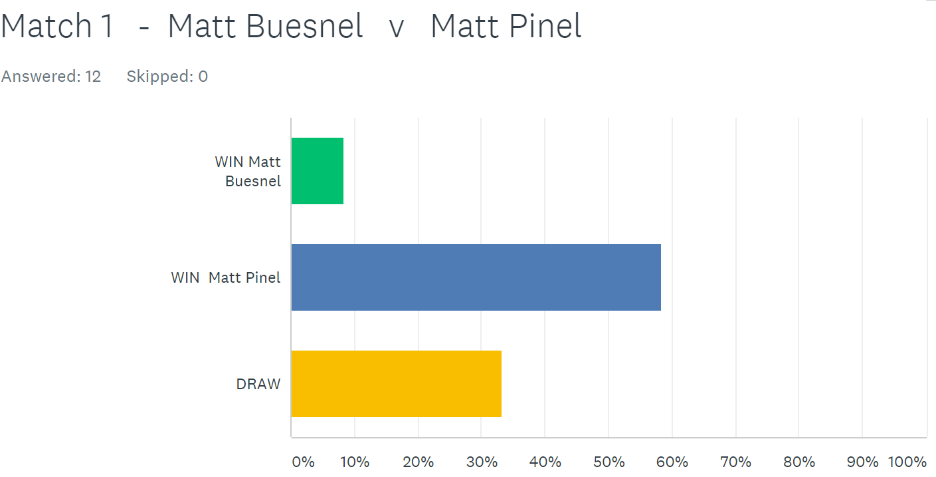 Match 1 - Matt Buesnel v Matt Pinel
Answered: 12 Skipped: 0
WIN Matt
Buesnel
WIN Matt Pinel
DRAW
0% 10% 20% 30% 40% 50% 60% 70% 80% 90% 100%